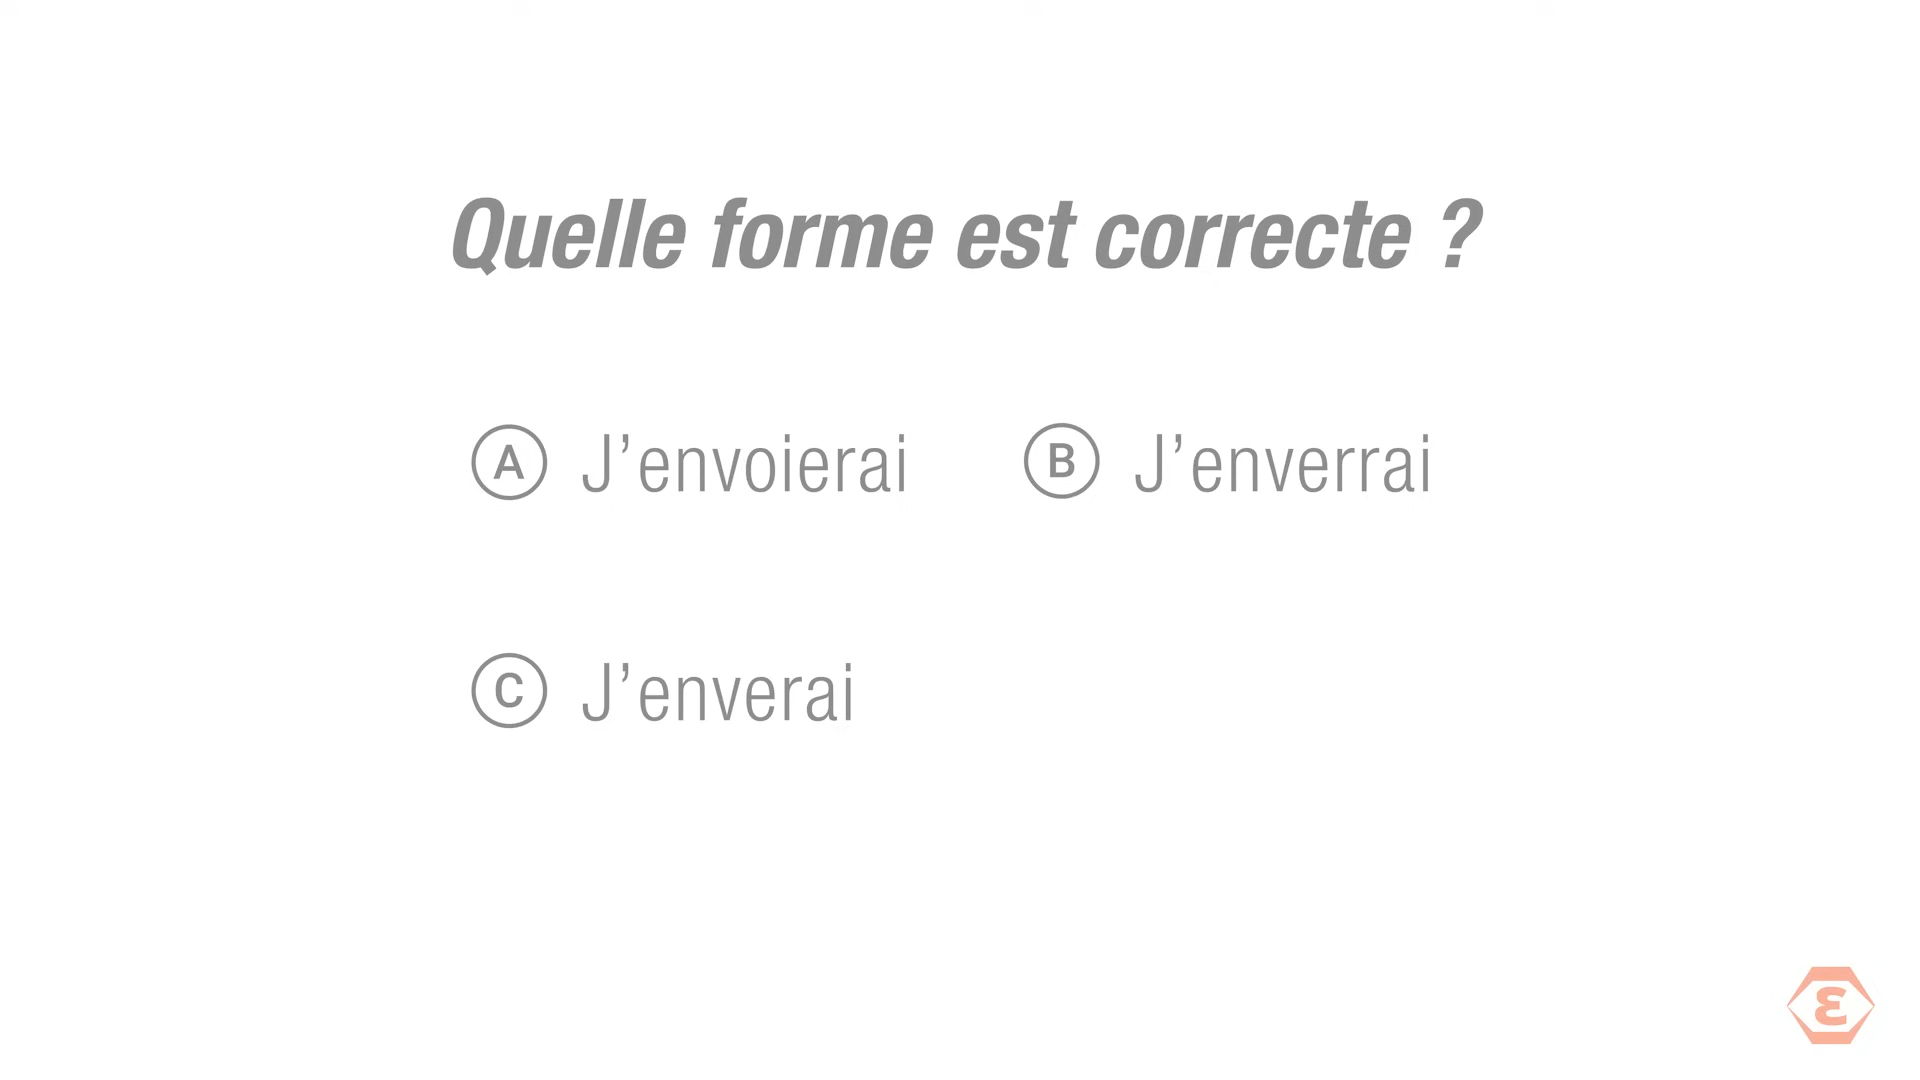 Quelle forme est correcte ?
A J’envoierai
B J’enverrai
C J’enverai
ε